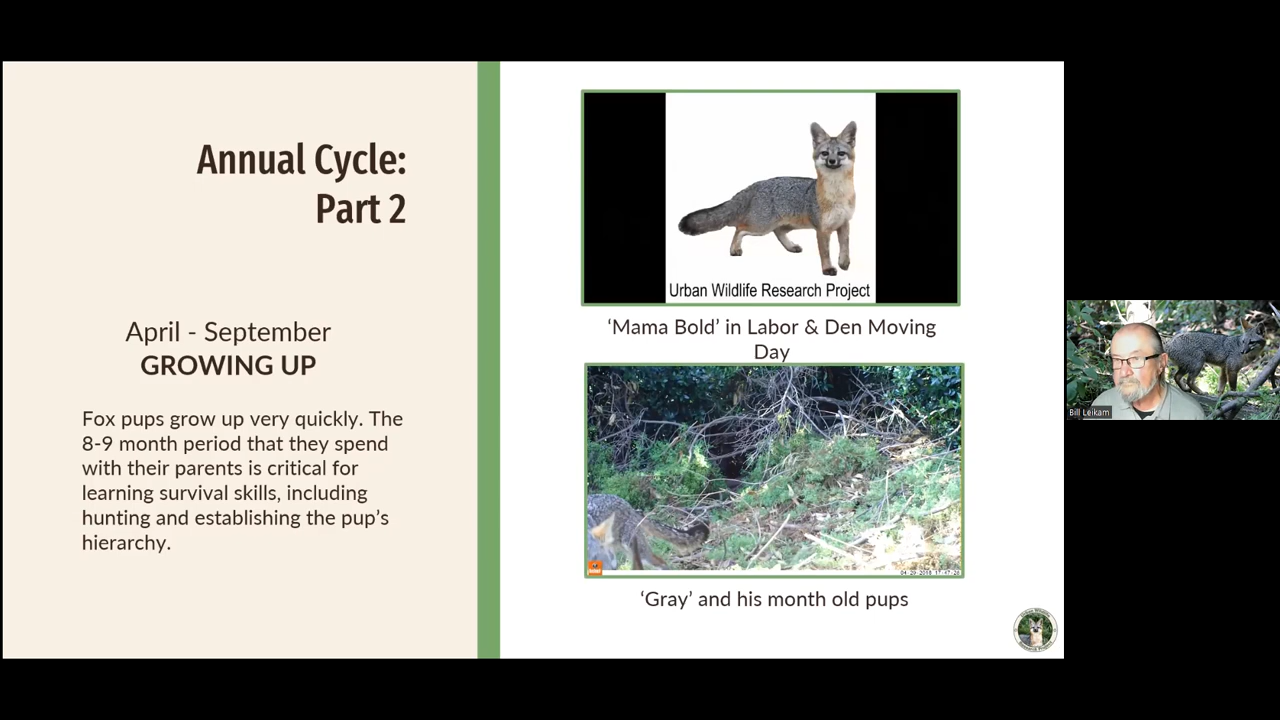 Annual Cycle:
Part 2
April - September
GROWING UP
Fox pups grow up very quickly. The
8-9 month period that they spend
with their parents is critical for
learning survival skills, including
hunting and establishing the pup's
hierarchy.
Urban Wildlife Research Project
‘Mama Bold’ in Labor & Den Moving
Day
‘Gray’ and his month old pups
Bill Leikam